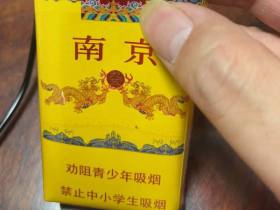 南京
劝阻青少年吸烟
禁止中小学生吸烟